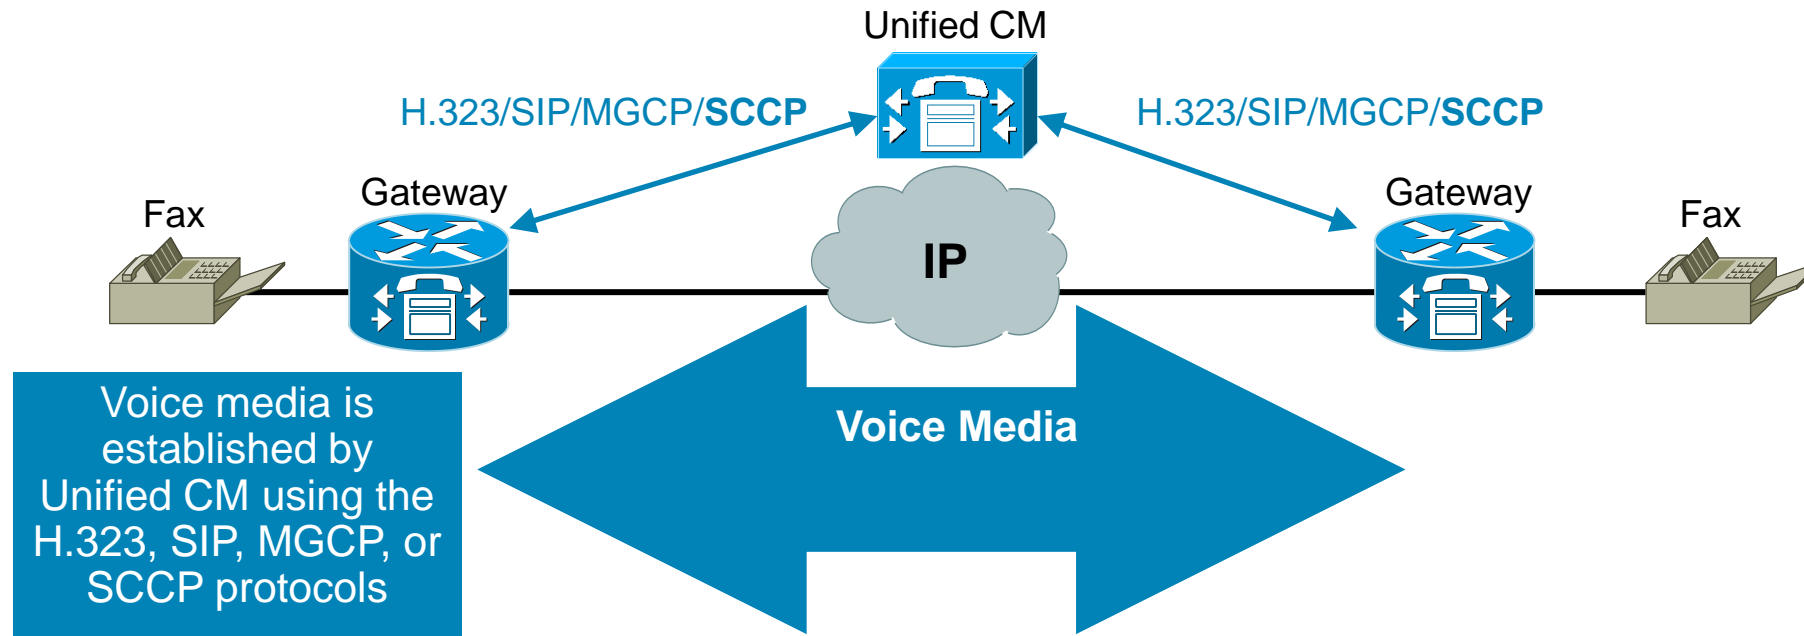 Unified CM
H.323/SIP/MGCP/SCCP
H.323/SIP/MGCP/SCCP
Gateway
Gateway
Fax
Fax
IP
Voice Media
Voice media is
established by
Unified CM using the
H.323, SIP, MGCP, or
SCCP protocols